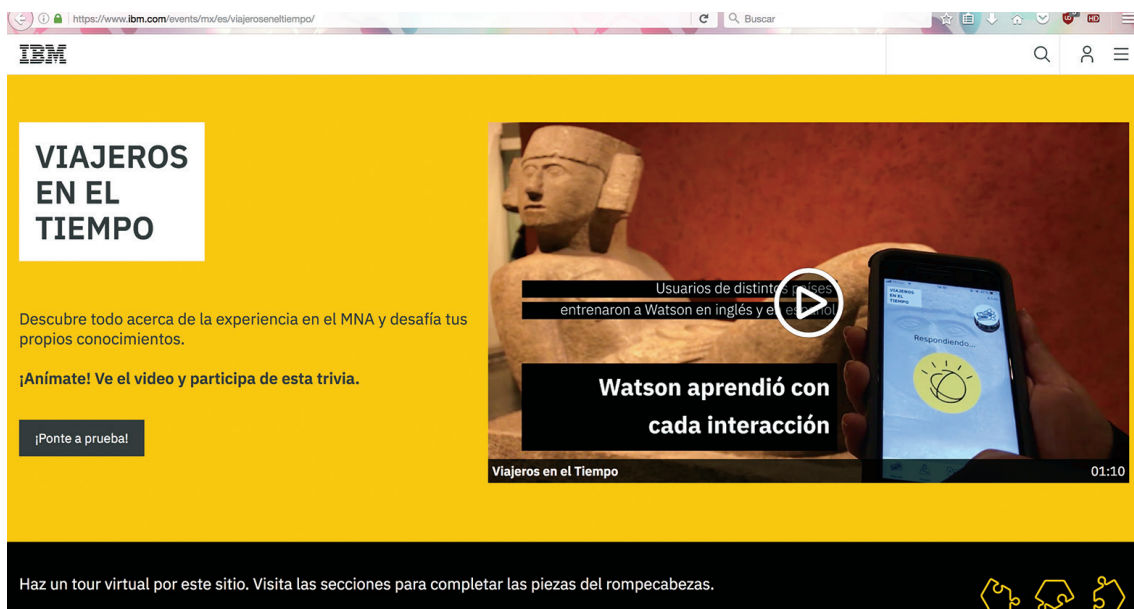 https://www.ibm.com/events/mx/es/viajeroseneltiempo/
Buscar
HD
IBM
VIAJEROS
EN EL
TIEMPO
Descubre todo acerca de la experiencia en el MNA y desafía tus
propios conocimientos.
¡Anímate! Ve el video y participa de esta trivia.
¡Ponte a prueba!
Usuarios de distintos países
entrenaron a Watson en inglés y en español
Watson aprendió con
cada interacción
VIAJEROS
EN EL
TIEMPO
Respondiendo...
Viajeros en el Tiempo
01:10
Haz un tour virtual por este sitio. Visita las secciones para completar las piezas del rompecabezas.